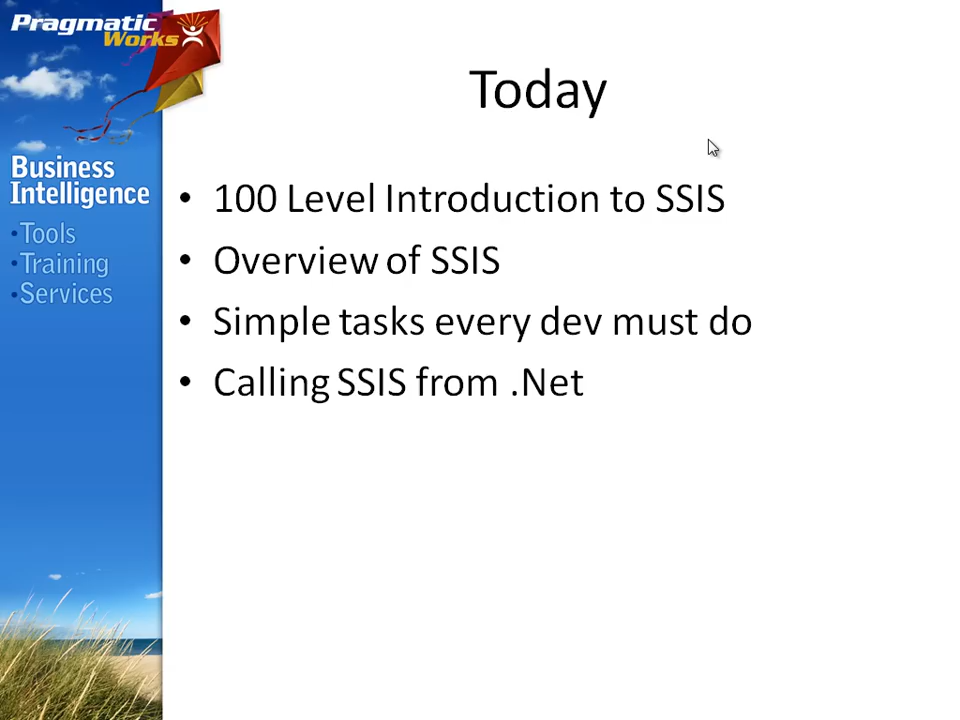 Pragmatic
Works
Business
Intelligence
•Tools
•Training
•Services
Today
• 100 Level Introduction to SSIS
• Overview of SSIS
• Simple tasks every dev must do
• Calling SSIS from .Net